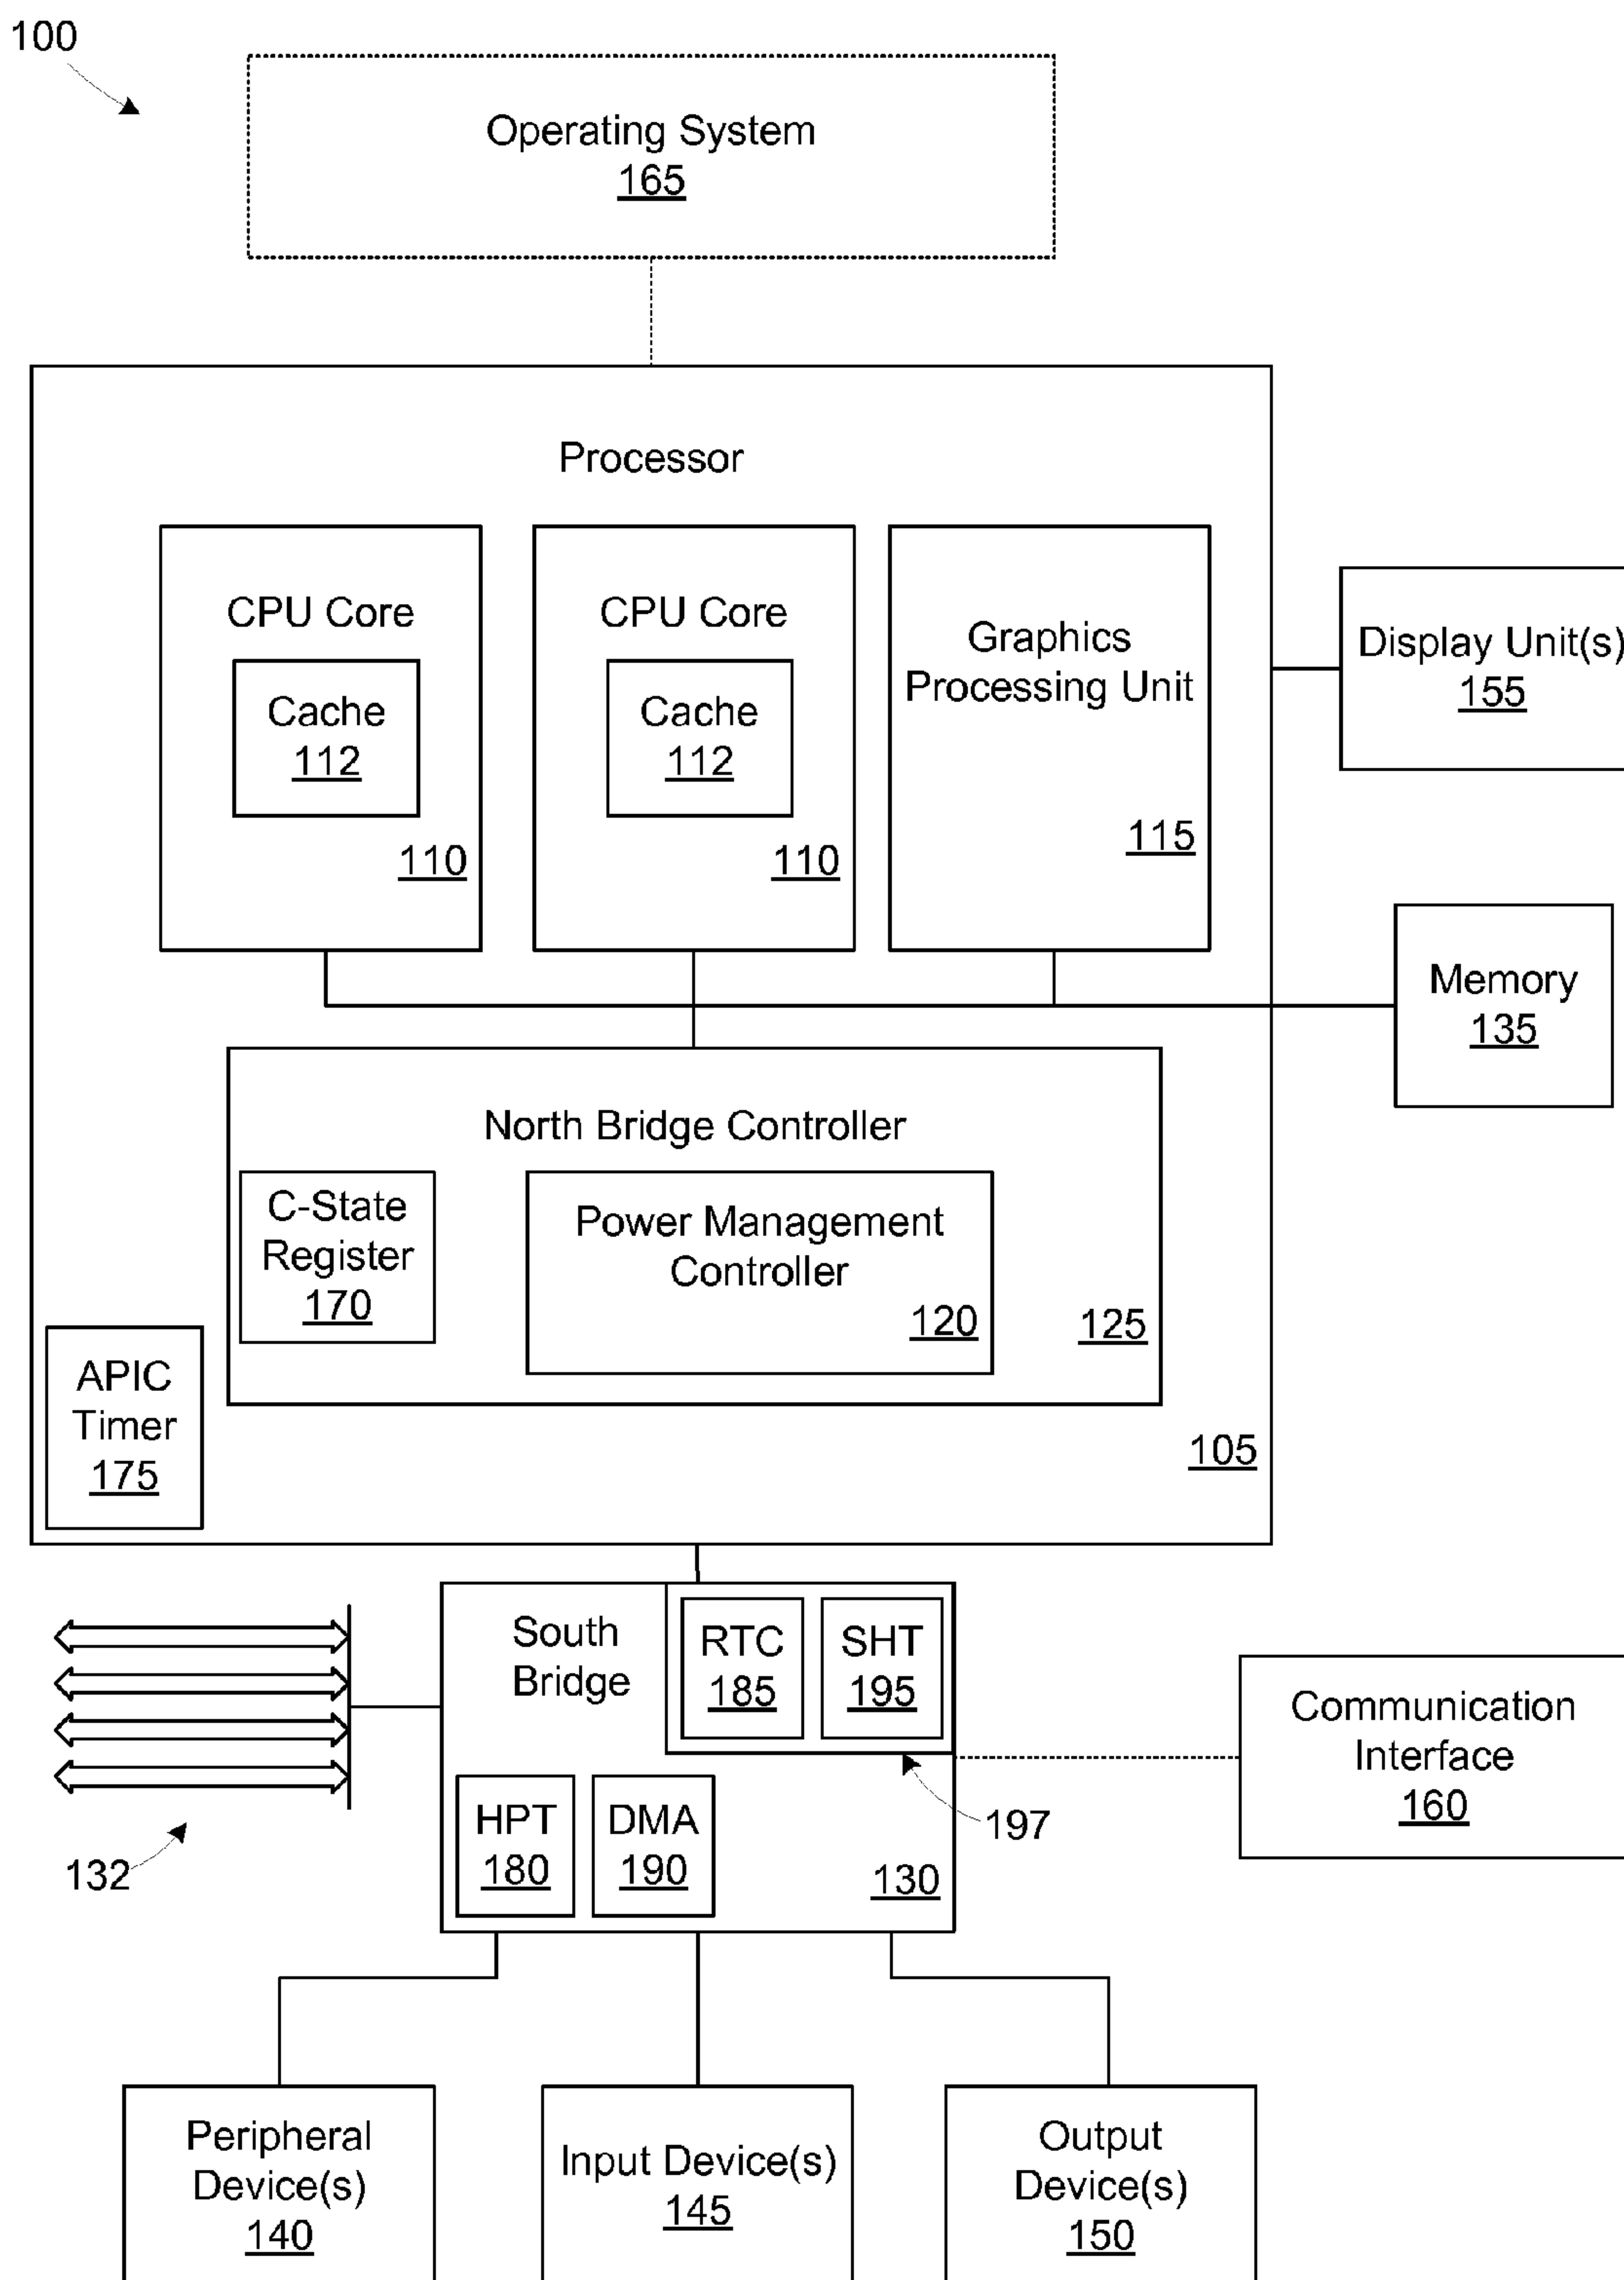 100
Operating System
165
Processor
CPU Core
Cache
112
110
CPU Core
Cache
112
110
Graphics
Processing Unit
115
Display Unit(s)
155
Memory
135
North Bridge Controller
C-State
Register
170
Power Management
Controller
120
125
APIC
Timer
175
105
South
Bridge
RTC
185
SHT
195
197
HPT
180
DMA
190
130
132
Communication
Interface
160
Peripheral
Device(s)
140
Input Device(s)
145
Output
Device(s)
150